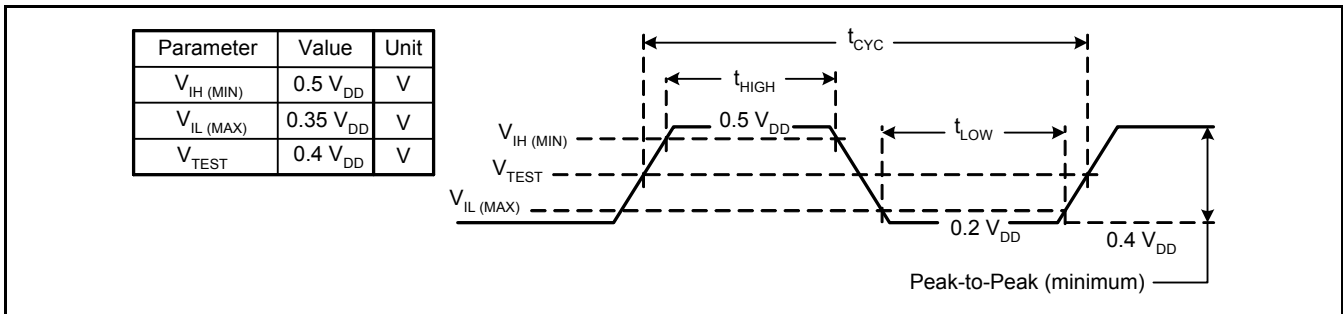 Parameter Value Unit
V_IH (MIN) 0.5 V_DD V
V_IL (MAX) 0.35 V_DD V
V_TEST 0.4 V_DD V
t_CYC
t_HIGH
0.5 V_DD
t_LOW
V_IH (MIN)
V_TEST
V_IL (MAX)
0.2 V_DD
0.4 V_DD
Peak-to-Peak (minimum)